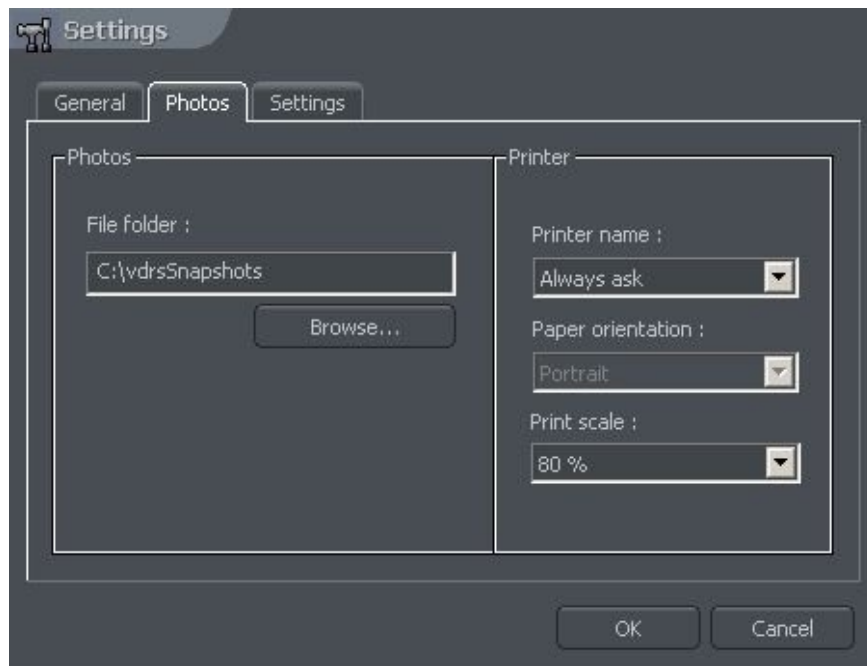 Settings
General Photos Settings
Photos
File folder :
C:\vdrsSnapshots
Browse...
Printer
Printer name :
Always ask
Paper orientation :
Portrait
Print scale :
80 %
OK Cancel